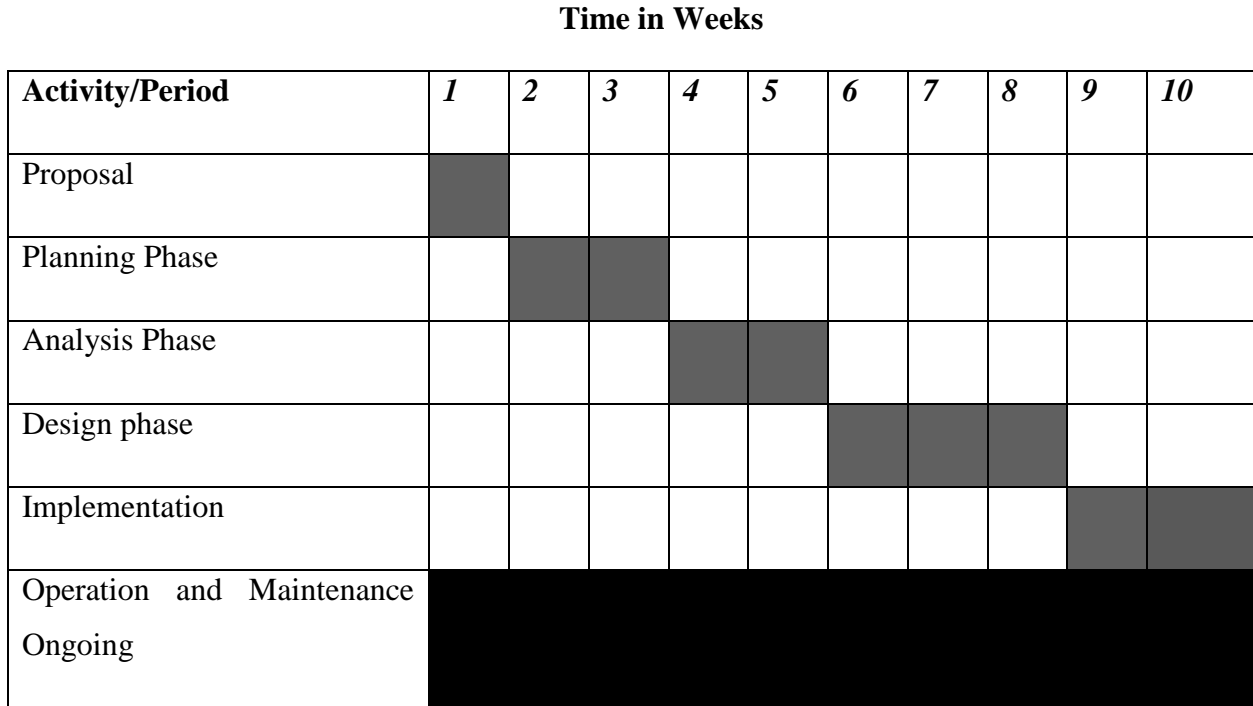 Time in Weeks
Activity/Period 1 2 3 4 5 6 7 8 9 10
Proposal
Planning Phase
Analysis Phase
Design phase
Implementation
Operation and Maintenance
Ongoing